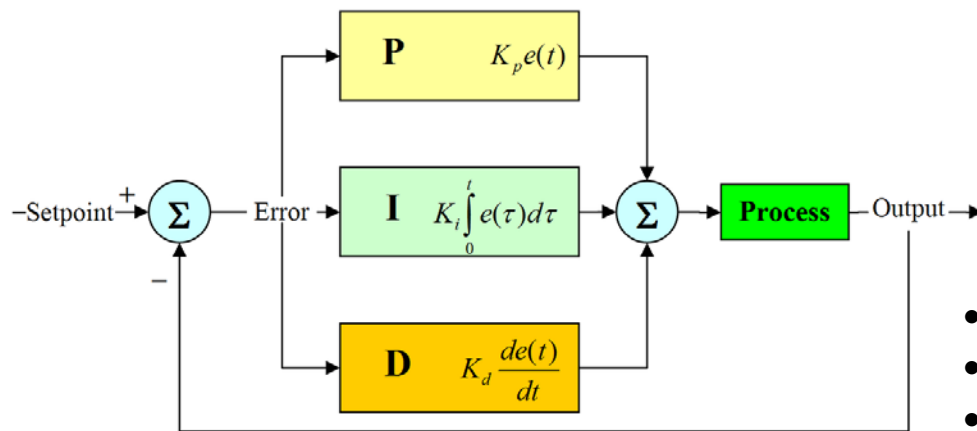 P K_p e(t)
–Setpoint + Σ Error I K_i ∫_0^t e(τ)dτ Σ Process Output
–
D K_d de(t)/dt
•
•
•